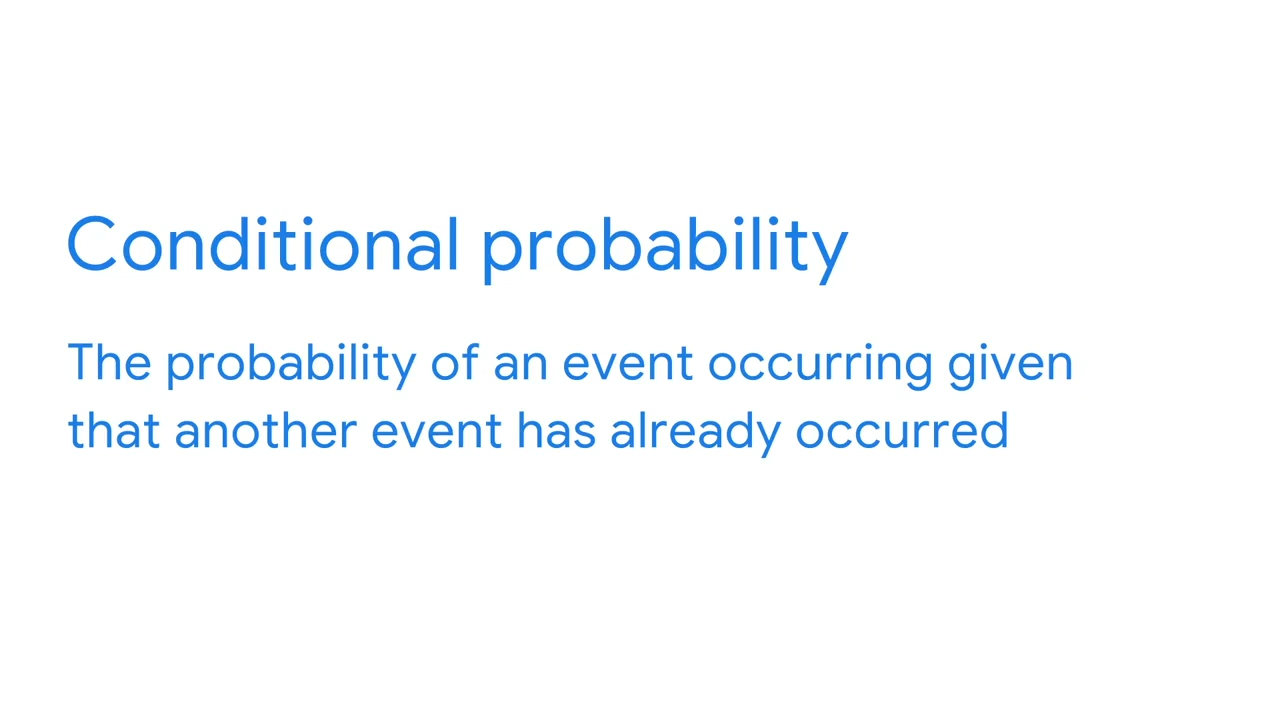 Conditional probability
The probability of an event occurring given
that another event has already occurred